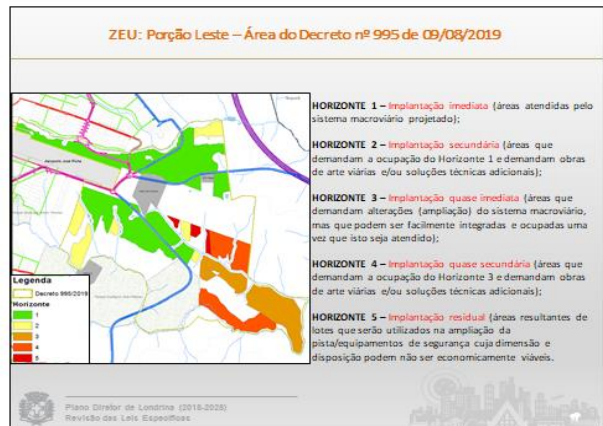 ZEU: Porção Leste – Área do Decreto nº 995 de 09/08/2019
HORIZONTE 1 – Implantação imediata (áreas atendidas pelo
sistema macroviário projetado);
HORIZONTE 2 – Implantação secundária (áreas que
demandam a ocupação do Horizonte 1 e demandam obras
de arte viárias e/ou soluções técnicas adicionais);
HORIZONTE 3 – Implantação quase imediata (áreas que
demandam alterações (ampliação) do sistema macroviário,
mas que podem ser facilmente integradas e ocupadas uma
vez que isto seja atendido);
HORIZONTE 4 – Implantação quase secundária (áreas que
demandam a ocupação do Horizonte 3 e demandam obras
de arte viárias e/ou soluções técnicas adicionais);
HORIZONTE 5 – Implantação residual (áreas resultantes de
lotes que serão utilizados na ampliação da
pista/equipamentos de segurança cuja dimensão e
disposição podem não ser economicamente viáveis.
Legenda
Decreto 995/2019
Horizonte
1
2
3
4
5
Plano Diretor de Londrina (2018-2028)
Revisão das Leis Específicas